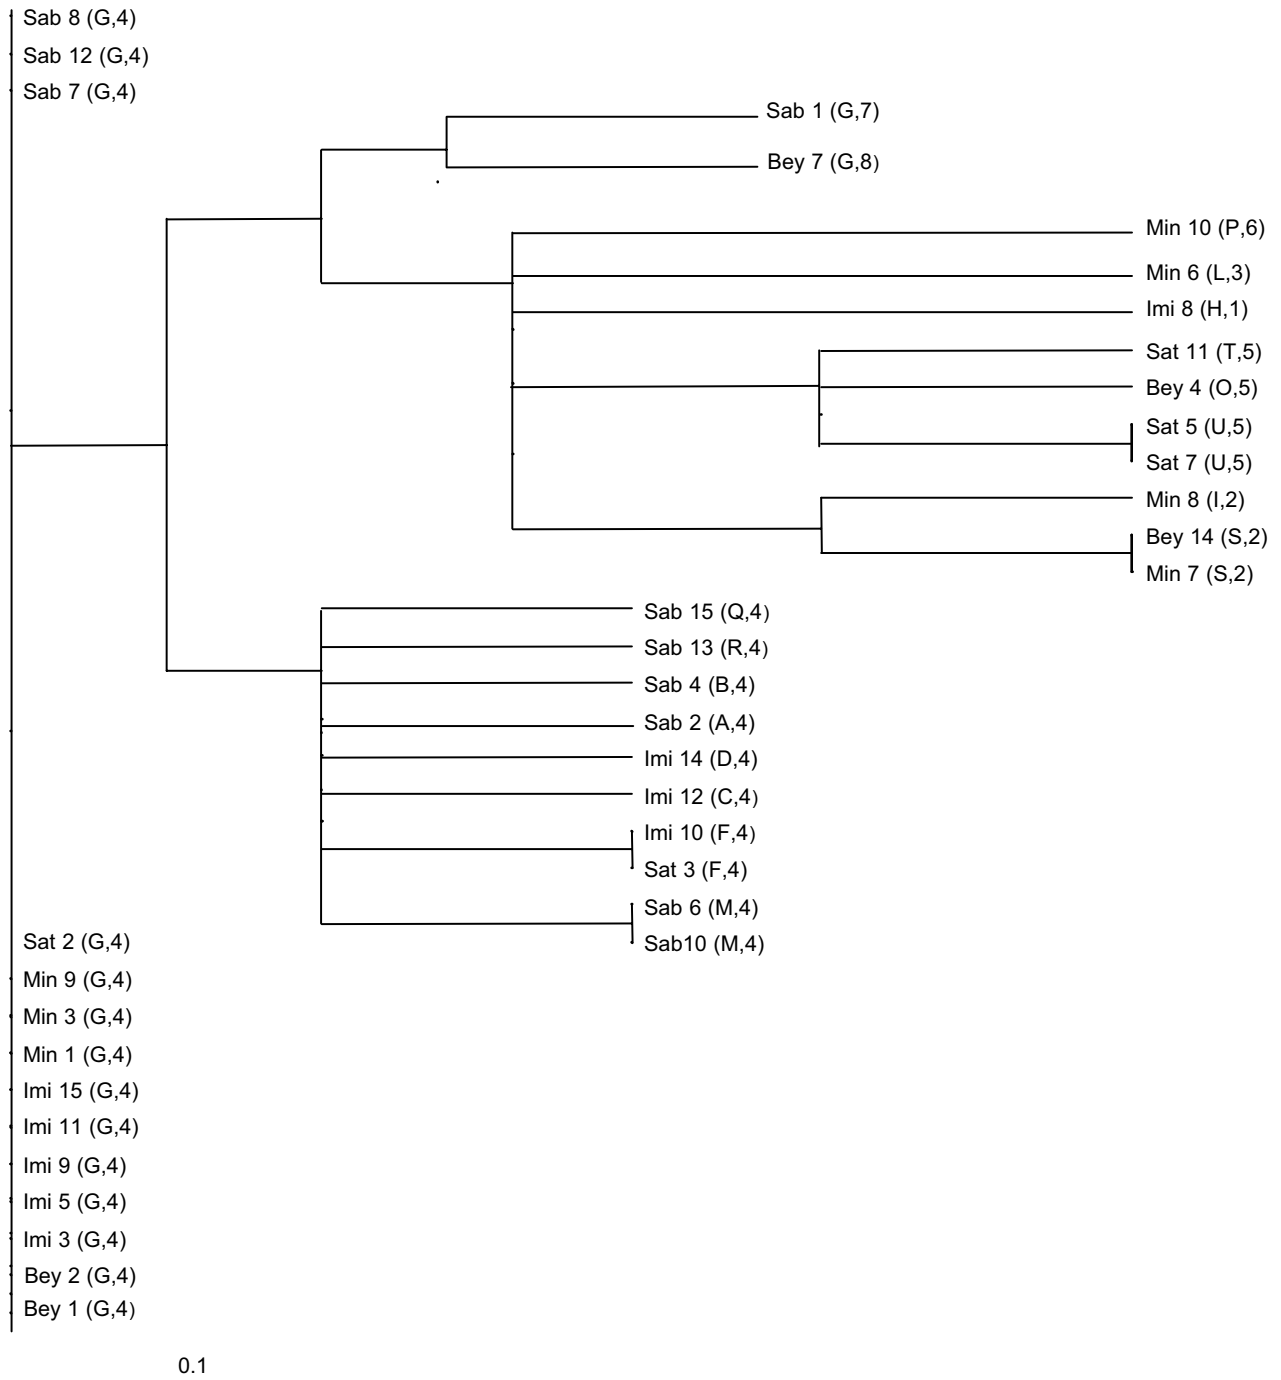 Sab 8 (G,4)
Sab 12 (G,4)
Sab 7 (G,4)
Sab 1 (G,7)
Bey 7 (G,8)
Min 10 (P,6)
Min 6 (L,3)
Imi 8 (H,1)
Sat 11 (T,5)
Bey 4 (O,5)
Sat 5 (U,5)
Sat 7 (U,5)
Min 8 (I,2)
Bey 14 (S,2)
Min 7 (S,2)
Sab 15 (Q,4)
Sab 13 (R,4)
Sab 4 (B,4)
Sab 2 (A,4)
Imi 14 (D,4)
Imi 12 (C,4)
Imi 10 (F,4)
Sat 3 (F,4)
Sab 6 (M,4)
Sab10 (M,4)
Sat 2 (G,4)
Min 9 (G,4)
Min 3 (G,4)
Min 1 (G,4)
Imi 15 (G,4)
Imi 11 (G,4)
Imi 9 (G,4)
Imi 5 (G,4)
Imi 3 (G,4)
Bey 2 (G,4)
Bey 1 (G,4)
0.1